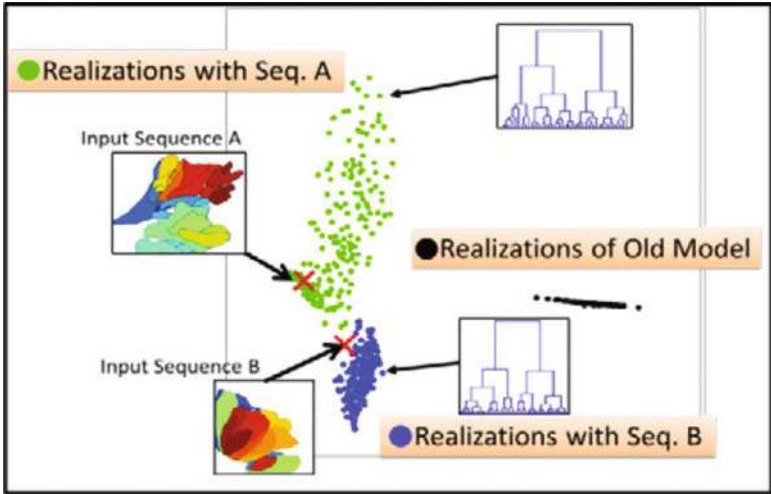 Realizations with Seq. A
Input Sequence A
Realizations of Old Model
Input Sequence B
Realizations with Seq. B